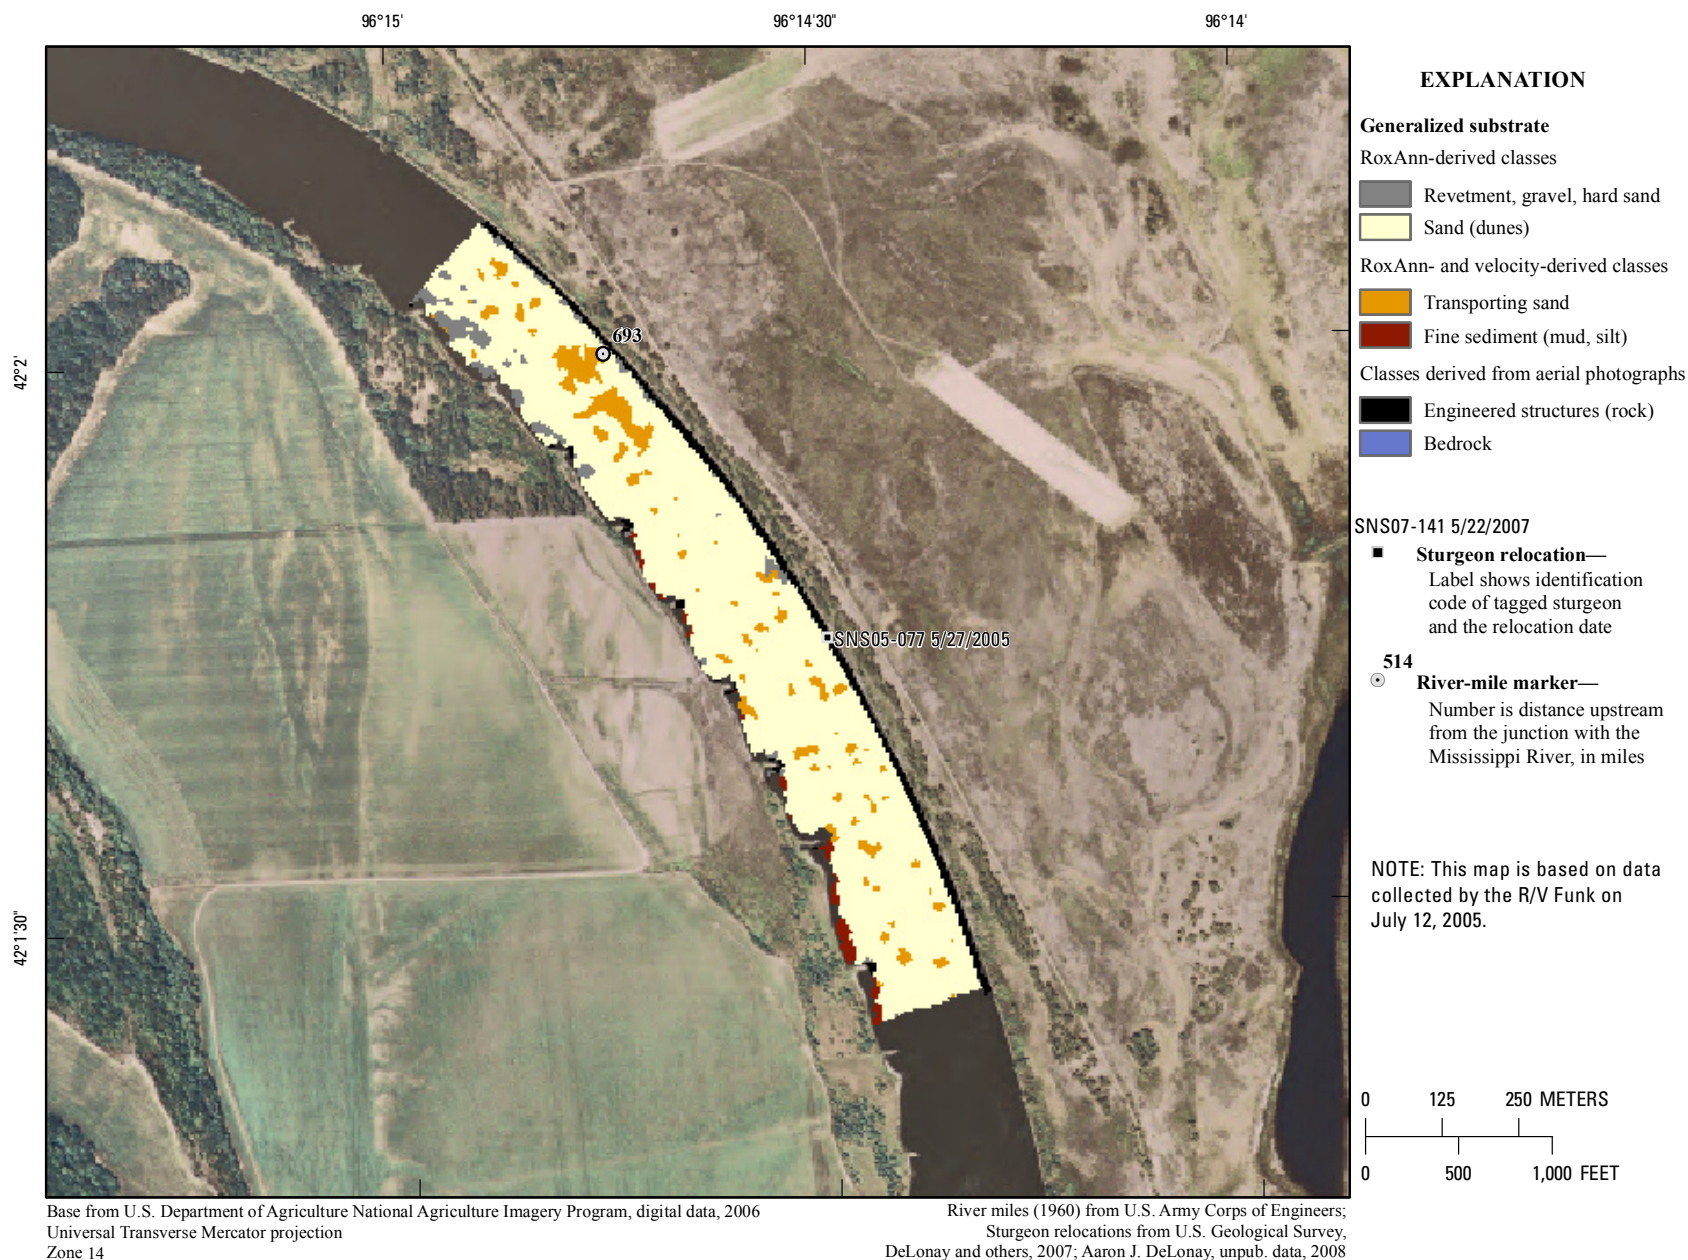 96°15'
96°14'30"
96°14'
42°2'
42°1'30"
693
SNS05-077 5/27/2005
EXPLANATION
Generalized substrate
RoxAnn-derived classes
Revetment, gravel, hard sand
Sand (dunes)
RoxAnn- and velocity-derived classes
Transporting sand
Fine sediment (mud, silt)
Classes derived from aerial photographs
Engineered structures (rock)
Bedrock
SNS07-141 5/22/2007
Sturgeon relocation—
Label shows identification
code of tagged sturgeon
and the relocation date
514
River-mile marker—
Number is distance upstream
from the junction with the
Mississippi River, in miles
NOTE: This map is based on data
collected by the R/V Funk on
July 12, 2005.
0 125 250 METERS
0 500 1,000 FEET
Base from U.S. Department of Agriculture National Agriculture Imagery Program, digital data, 2006
Universal Transverse Mercator projection
Zone 14
River miles (1960) from U.S. Army Corps of Engineers;
Sturgeon relocations from U.S. Geological Survey,
DeLonay and others, 2007; Aaron J. DeLonay, unpub. data, 2008